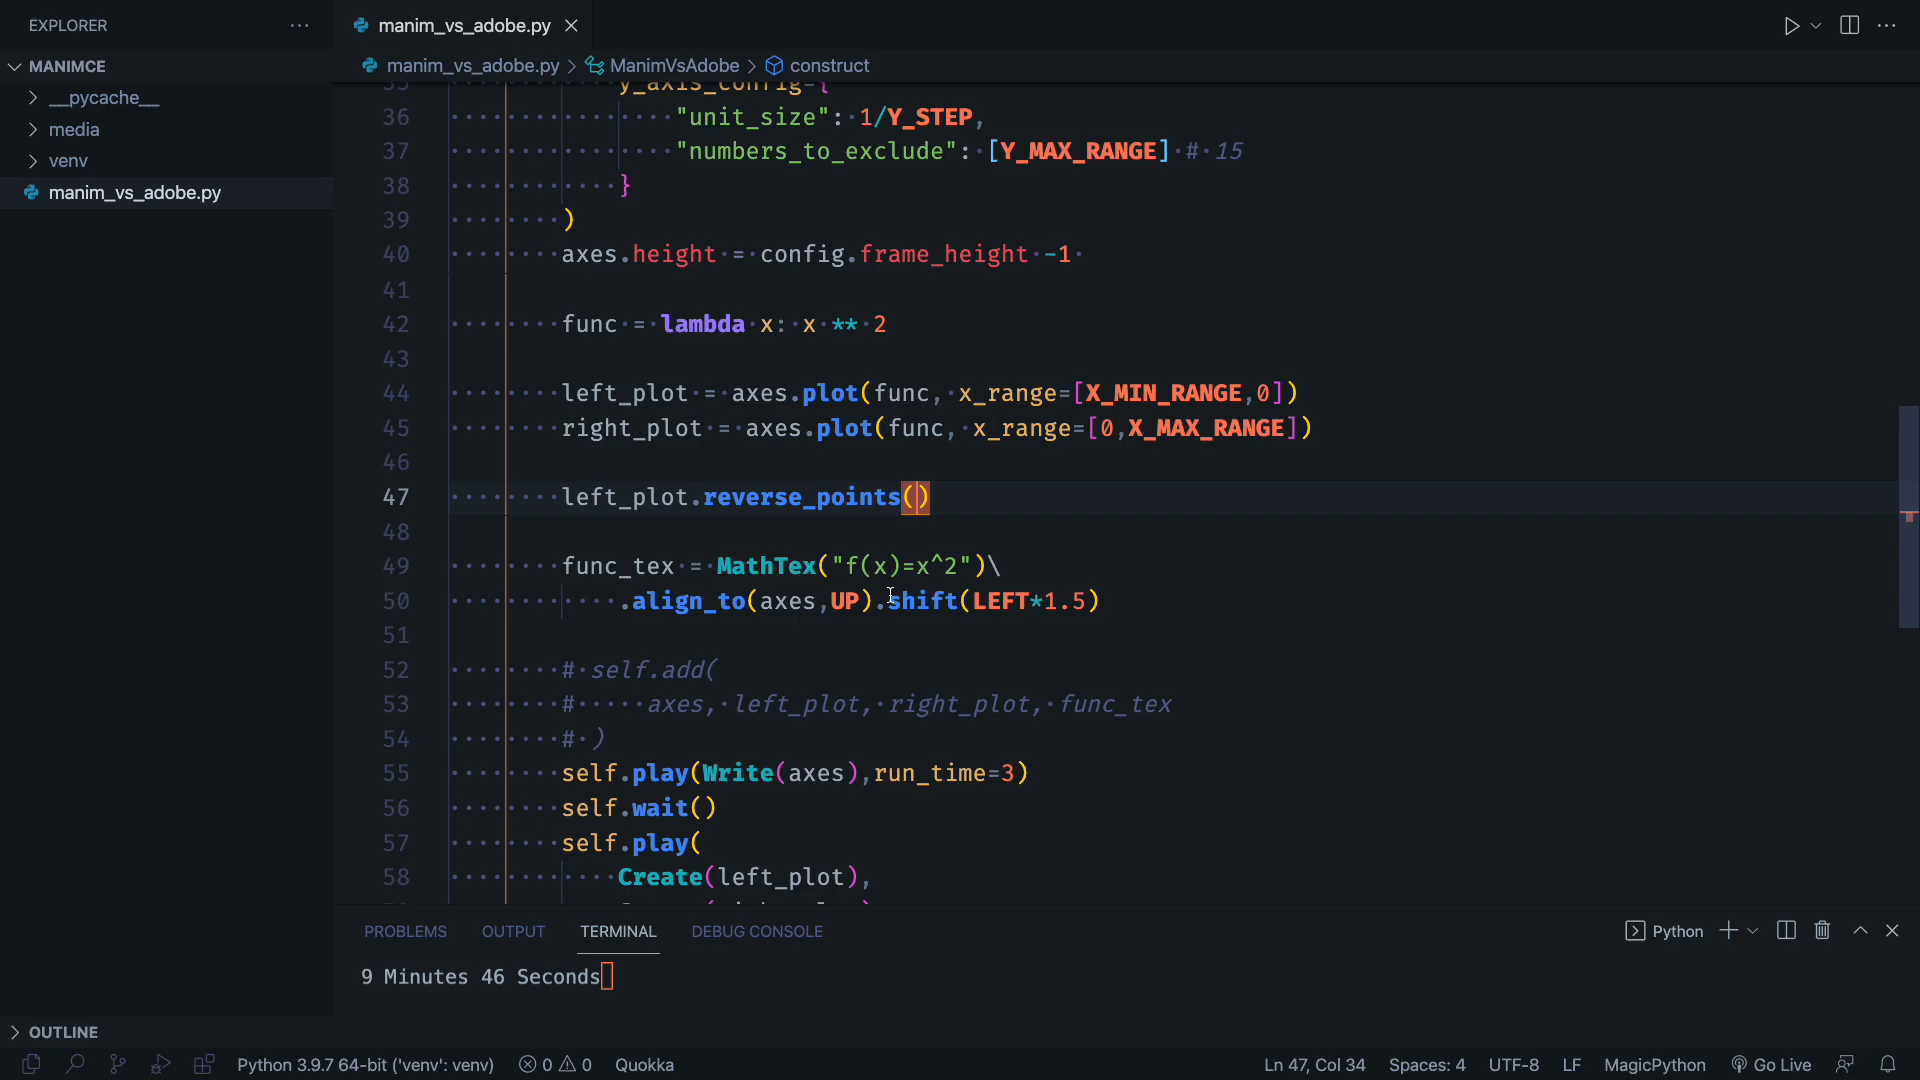 EXPLORER
MANIMCE
__pycache__
media
venv
manim_vs_adobe.py
manim_vs_adobe.py
manim_vs_adobe.py > ManimVsAdobe > construct
35 y_axis_config={
36 "unit_size": 1/Y_STEP,
37 "numbers_to_exclude": [Y_MAX_RANGE] # 15
38 }
39 )
40 axes.height = config.frame_height -1
41
42 func = lambda x: x ** 2
43
44 left_plot = axes.plot(func, x_range=[X_MIN_RANGE,0])
45 right_plot = axes.plot(func, x_range=[0,X_MAX_RANGE])
46
47 left_plot.reverse_points()
48
49 func_tex = MathTex("f(x)=x^2")\
50 .align_to(axes,UP).shift(LEFT*1.5)
51
52 # self.add(
53 # axes, left_plot, right_plot, func_tex
54 # )
55 self.play(Write(axes),run_time=3)
56 self.wait()
57 self.play(
58 Create(left_plot),
PROBLEMS OUTPUT TERMINAL DEBUG CONSOLE
Python
9 Minutes 46 Seconds
OUTLINE
Python 3.9.7 64-bit ('venv': venv) 0 0 Quokka
Ln 47, Col 34 Spaces: 4 UTF-8 LF MagicPython Go Live